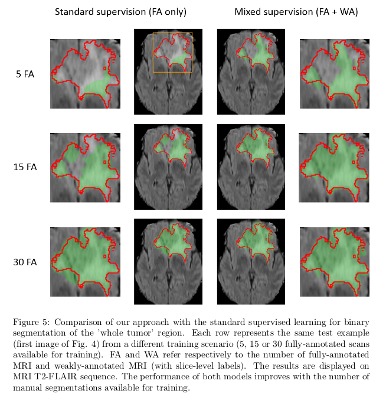 Standard supervision (FA only) Mixed supervision (FA + WA)
5 FA
15 FA
30 FA
Figure 5: Comparison of our approach with the standard supervised learning for binary
segmentation of the 'whole tumor' region. Each row represents the same test example
(first image of Fig. 4) from a different training scenario (5, 15 or 30 fully-annotated scans
available for training). FA and WA refer respectively to the number of fully-annotated
MRI and weakly-annotated MRI (with slice-level labels). The results are displayed on
MRI T2-FLAIR sequence. The performance of both models improves with the number of
manual segmentations available for training.